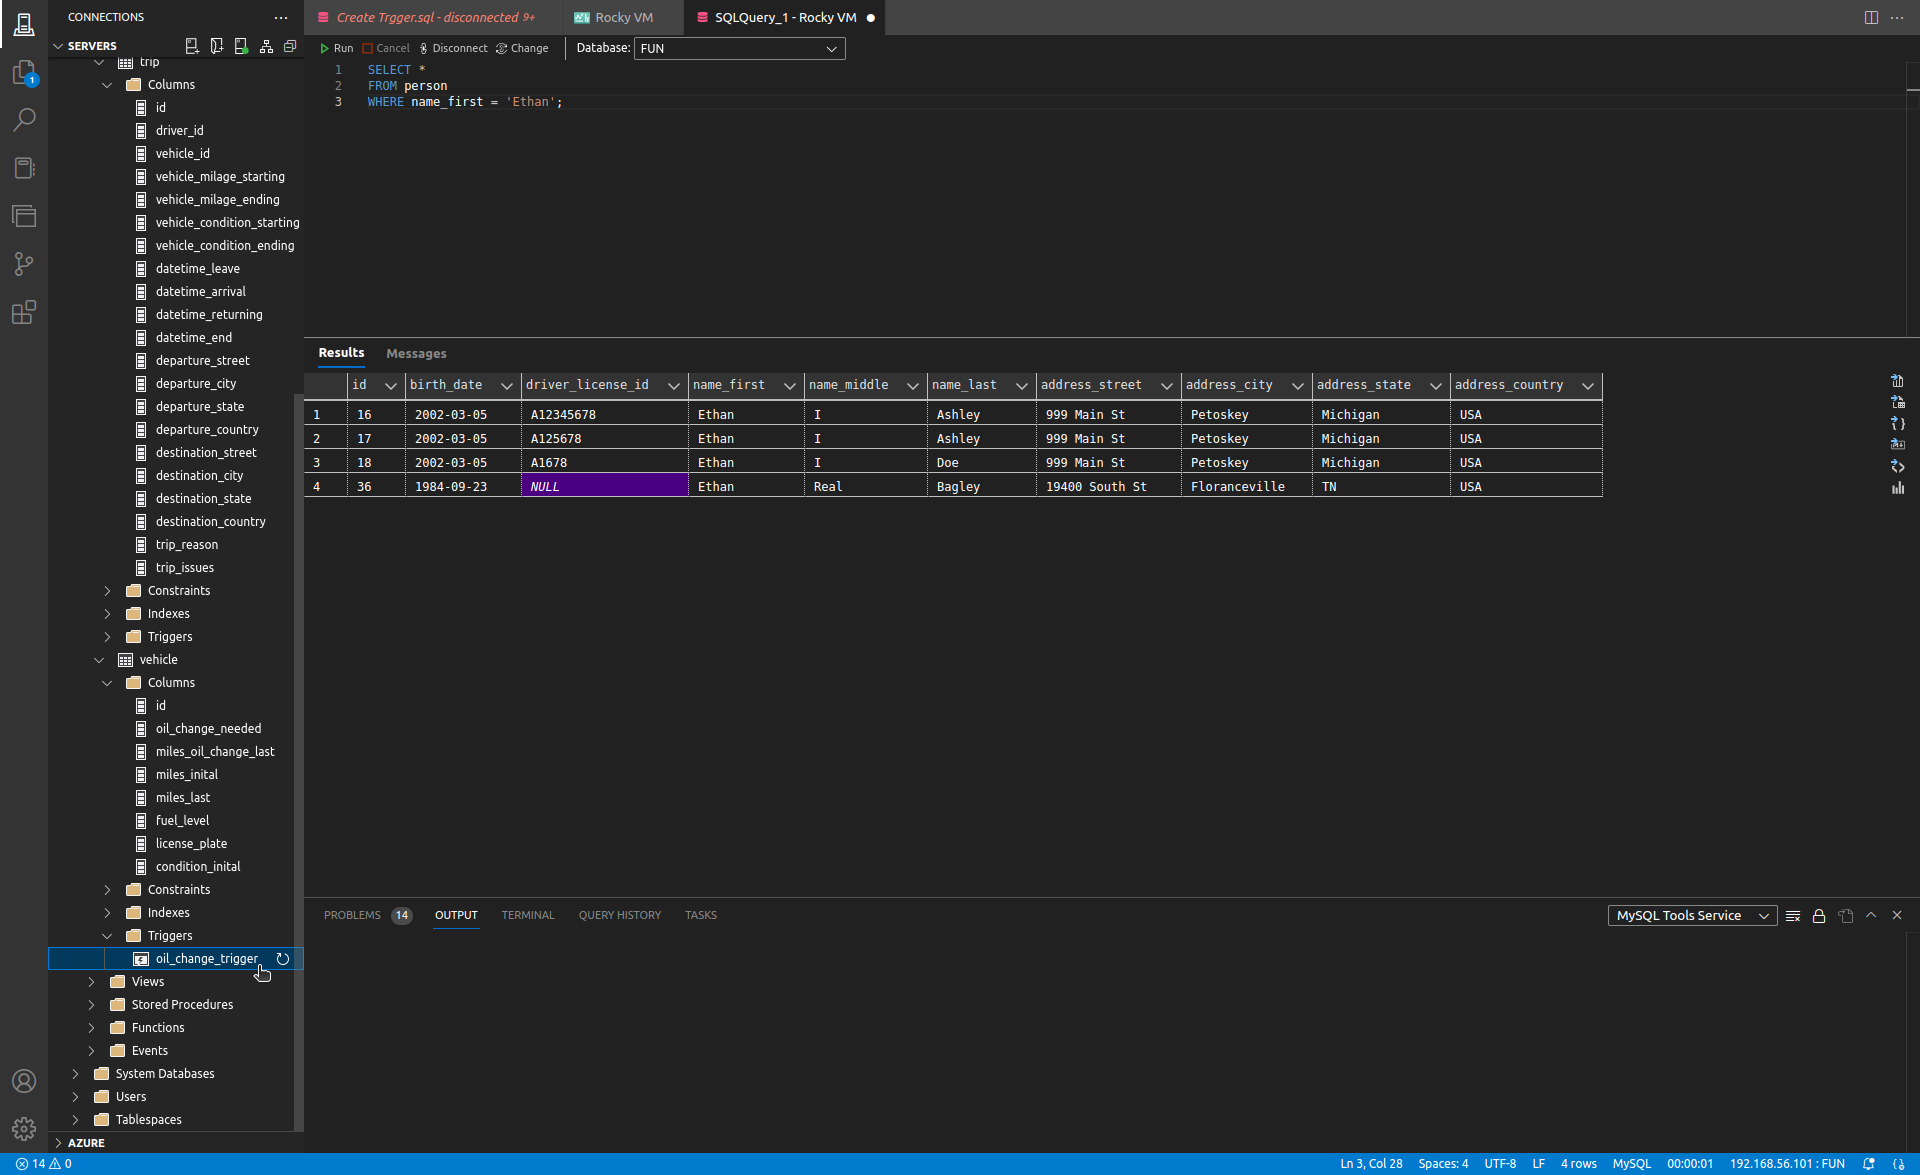 CONNECTIONS
SERVERS
trip
Columns
id
driver_id
vehicle_id
vehicle_milage_starting
vehicle_milage_ending
vehicle_condition_starting
vehicle_condition_ending
datetime_leave
datetime_arrival
datetime_returning
datetime_end
departure_street
departure_city
departure_state
departure_country
destination_street
destination_city
destination_state
destination_country
trip_reason
trip_issues
Constraints
Indexes
Triggers
vehicle
Columns
id
oil_change_needed
miles_oil_change_last
miles_inital
miles_last
fuel_level
license_plate
condition_inital
Constraints
Indexes
Triggers
oil_change_trigger
Views
Stored Procedures
Functions
Events
System Databases
Users
Tablespaces
AZURE
1
Create Trgger.sql - disconnected 9+ Rocky VM SQLQuery_1 - Rocky VM
Run Cancel Disconnect Change Database: FUN
1 SELECT *
2 FROM person
3 WHERE name_first = 'Ethan';
Results Messages
id birth_date driver_license_id name_first name_middle name_last address_street address_city address_state address_country
1 16 2002-03-05 A12345678 Ethan I Ashley 999 Main St Petoskey Michigan USA
2 17 2002-03-05 A125678 Ethan I Ashley 999 Main St Petoskey Michigan USA
3 18 2002-03-05 A1678 Ethan I Doe 999 Main St Petoskey Michigan USA
4 36 1984-09-23 NULL Ethan Real Bagley 19400 South St Floranceville TN USA
PROBLEMS 14 OUTPUT TERMINAL QUERY HISTORY TASKS MySQL Tools Service
14 0 Ln 3, Col 28 Spaces: 4 UTF-8 LF 4 rows MySQL 00:00:01 192.168.56.101 : FUN